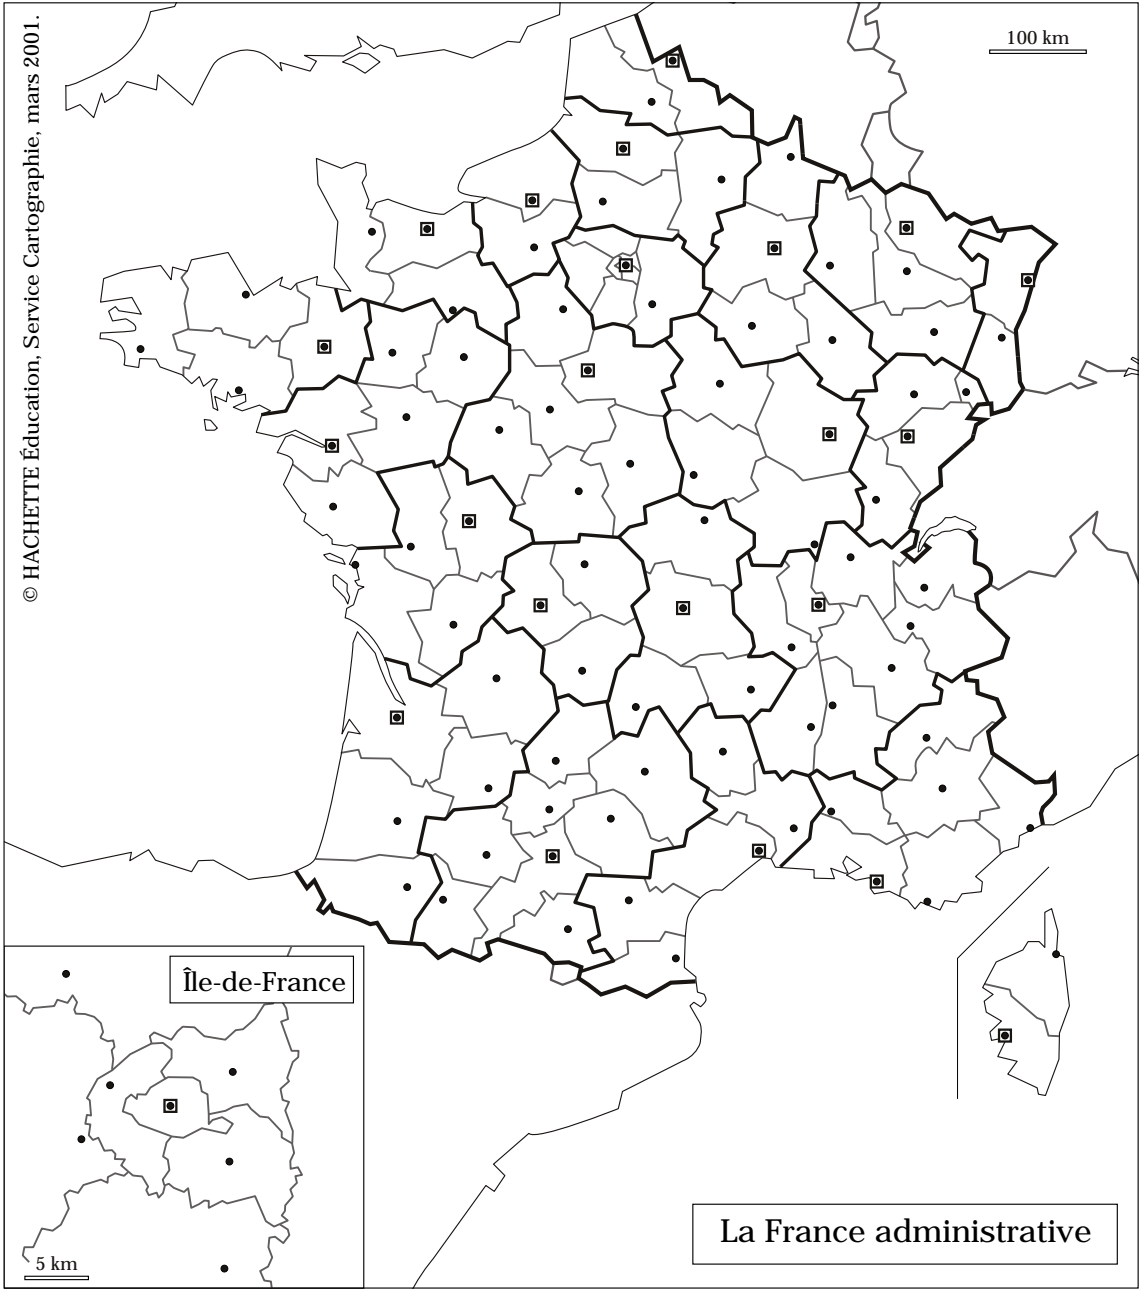 © HACHETTE Éducation, Service Cartographie, mars 2001.
100 km
Île-de-France
5 km
La France administrative